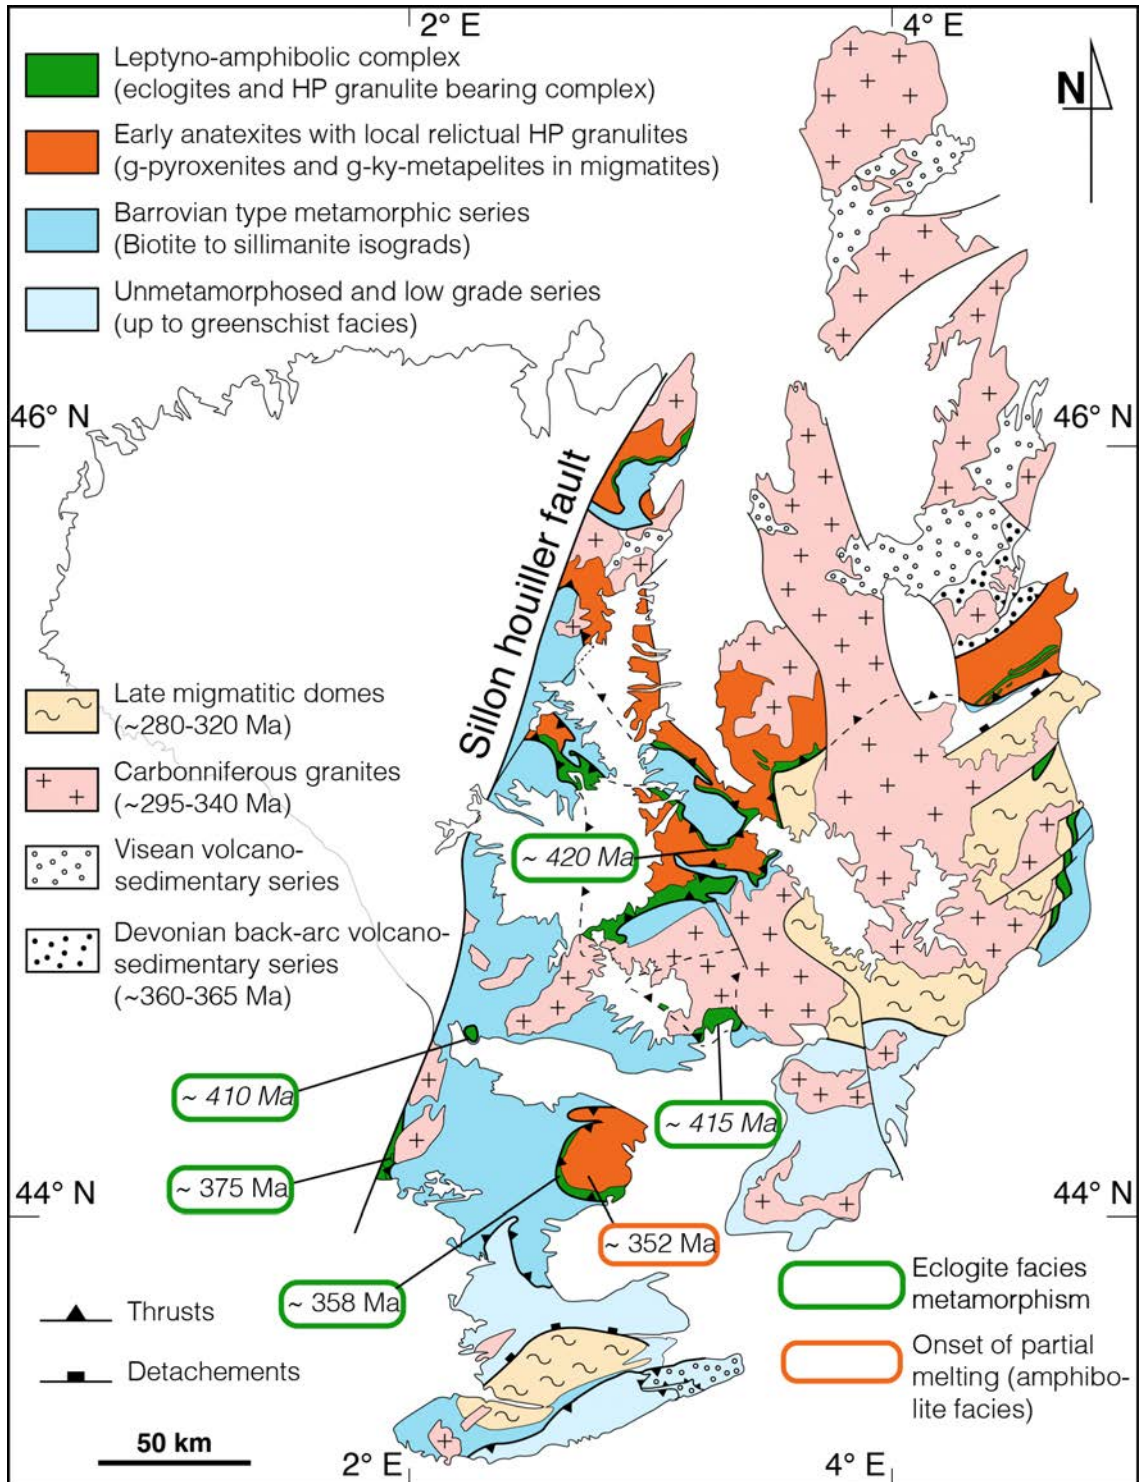 2° E
4° E
Leptyno-amphibolic complex
(eclogites and HP granulite bearing complex)
N
Early anatexites with local relictual HP granulites
(g-pyroxenites and g-ky-metapelites in migmatites)
Barrovian type metamorphic series
(Biotite to sillimanite isograds)
Unmetamorphosed and low grade series
(up to greenschist facies)
46° N
46° N
Sillon houiller fault
Late migmatitic domes
(~280-320 Ma)
Carbonniferous granites
(~295-340 Ma)
Visean volcano-
sedimentary series
~ 420 Ma
Devonian back-arc volcano-
sedimentary series
(~360-365 Ma)
~ 410 Ma
~ 415 Ma
~ 375 Ma
44° N
44° N
~ 352 Ma
~ 358 Ma
Eclogite facies
metamorphism
Thrusts
Onset of partial
melting (amphibo-
lite facies)
Detachements
50 km
2° E
4° E